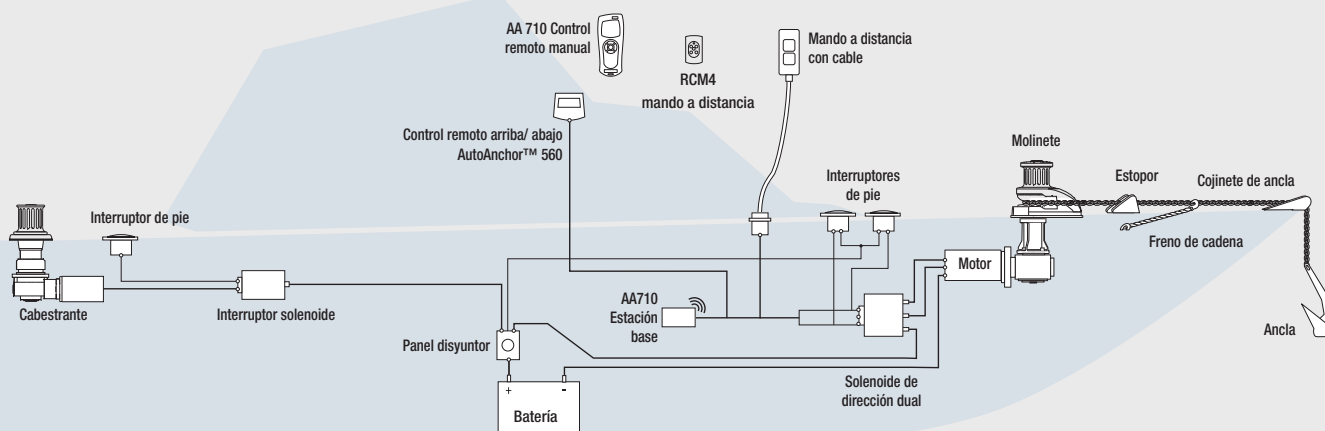 AA 710 Control
remoto manual
RCM4
mando a distancia
Mando a distancia
con cable
Control remoto arriba/ abajo
AutoAnchor™ 560
Molinete
Estopor
Cojinete de ancla
Interruptores
de pie
Interruptor de pie
Freno de cadena
Motor
Cabestrante
Interruptor solenoide
AA710
Estación
base
Ancla
Panel disyuntor
Solenoide de
dirección dual
+ -
Batería